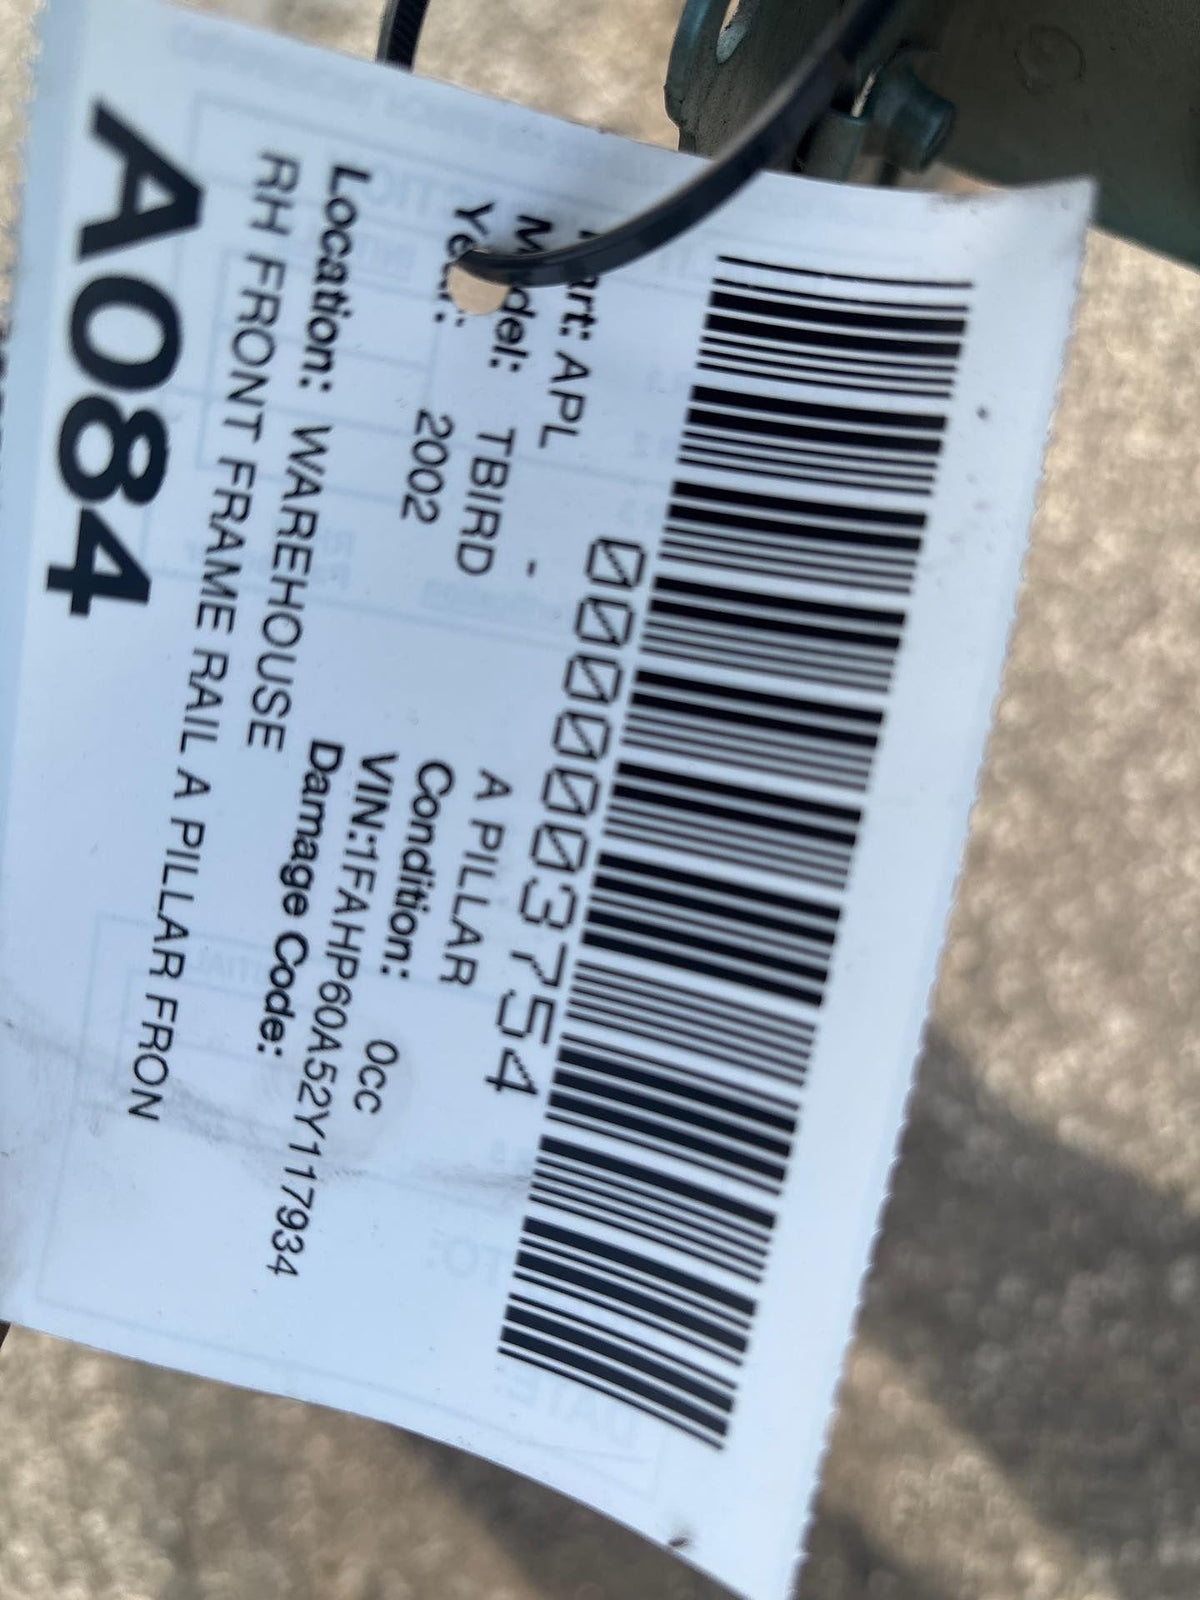 0000003754
Part: APL - A PILLAR
Model: TBIRD Condition: 0cc
Year: 2002 VIN:1FAHP60A52Y117934
Damage Code:
Location: WAREHOUSE
RH FRONT FRAME RAIL A PILLAR FRON
A084